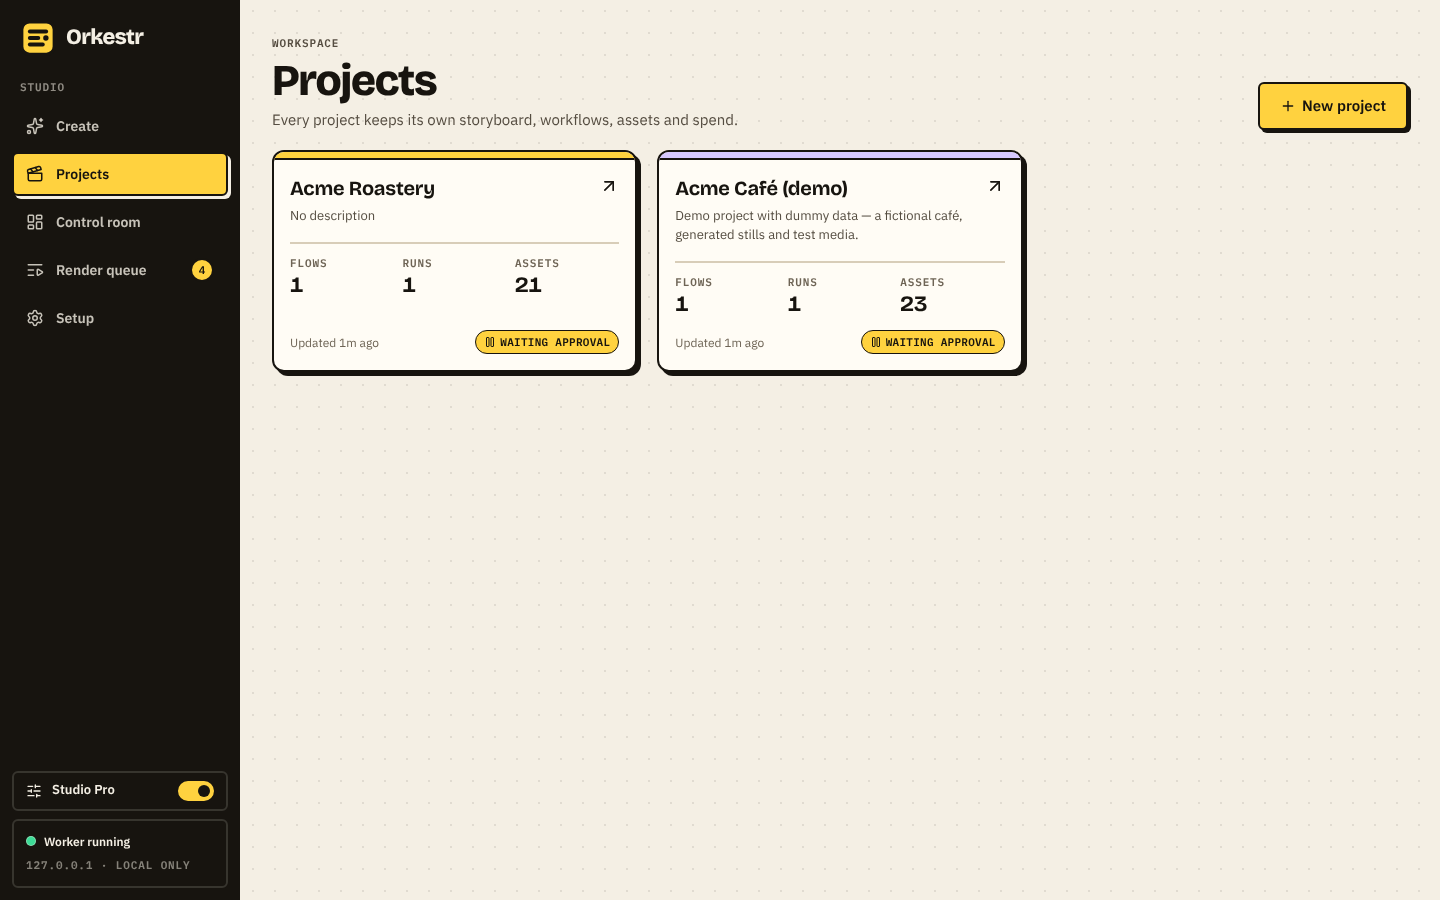 Orkestr
STUDIO
Create
Projects
Control room
Render queue
4
Setup
Studio Pro
Worker running
127.0.0.1 · LOCAL ONLY
WORKSPACE
Projects
Every project keeps its own storyboard, workflows, assets and spend.
New project
Acme Roastery
No description
FLOWS RUNS ASSETS
1 1 21
Updated 1m ago
WAITING APPROVAL
Acme Café (demo)
Demo project with dummy data — a fictional café,
generated stills and test media.
FLOWS RUNS ASSETS
1 1 23
Updated 1m ago
WAITING APPROVAL